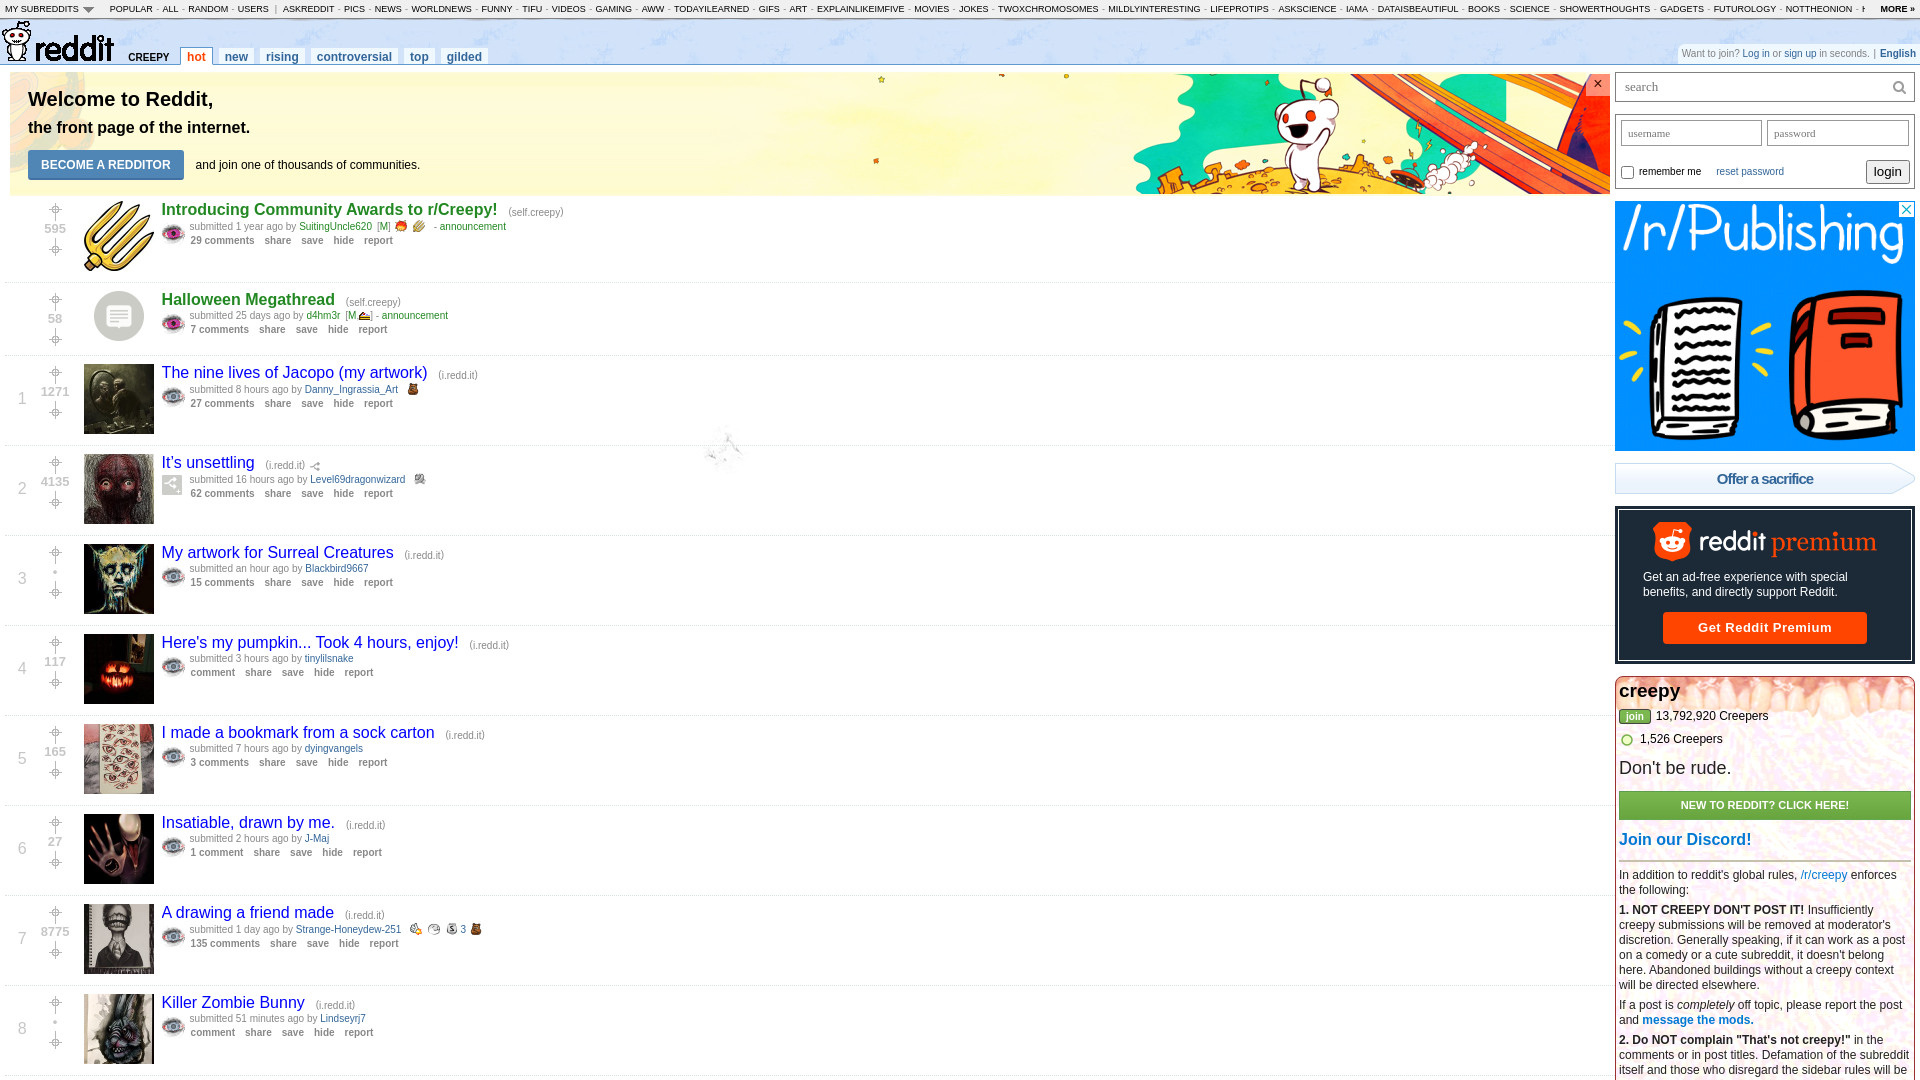 MY SUBREDDITS POPULAR - ALL - RANDOM - USERS | ASKREDDIT - PICS - NEWS - WORLDNEWS - FUNNY - TIFU - VIDEOS - GAMING - AWW - TODAYILEARNED - GIFS - ART - EXPLAINLIKEIMFIVE - MOVIES - JOKES - TWOXCHROMOSOMES - MILDLYINTERESTING - LIFEPROTIPS - ASKSCIENCE - IAMA - DATAISBEAUTIFUL - BOOKS - SCIENCE - SHOWERTHOUGHTS - GADGETS - FUTUROLOGY - NOTTHEONION - MORE »
reddit CREEPY hot new rising controversial top gilded
Want to join? Log in or sign up in seconds. | English
Welcome to Reddit,
the front page of the internet.
BECOME A REDDITOR and join one of thousands of communities.
×
595
Introducing Community Awards to r/Creepy! (self.creepy)
submitted 1 year ago by SuitingUncle620 [M] - announcement
29 comments share save hide report
58
Halloween Megathread (self.creepy)
submitted 25 days ago by d4hm3r [M, ] - announcement
7 comments share save hide report
1
1271
The nine lives of Jacopo (my artwork) (i.redd.it)
submitted 8 hours ago by Danny_Ingrassia_Art
27 comments share save hide report
2
4135
It’s unsettling (i.redd.it)
submitted 16 hours ago by Level69dragonwizard
62 comments share save hide report
3
•
My artwork for Surreal Creatures (i.redd.it)
submitted an hour ago by Blackbird9667
15 comments share save hide report
4
117
Here's my pumpkin... Took 4 hours, enjoy! (i.redd.it)
submitted 3 hours ago by tinylilsnake
comment share save hide report
5
165
I made a bookmark from a sock carton (i.redd.it)
submitted 7 hours ago by dyingvangels
3 comments share save hide report
6
27
Insatiable, drawn by me. (i.redd.it)
submitted 2 hours ago by J-Maj
1 comment share save hide report
7
8775
A drawing a friend made (i.redd.it)
submitted 1 day ago by Strange-Honeydew-251 3
135 comments share save hide report
8
•
Killer Zombie Bunny (i.redd.it)
submitted 51 minutes ago by Lindseyrj7
comment share save hide report
search
username password
remember me reset password login
/r/Publishing
Offer a sacrifice
reddit premium
Get an ad-free experience with special
benefits, and directly support Reddit.
Get Reddit Premium
creepy
join 13,792,920 Creepers
1,526 Creepers
Don't be rude.
NEW TO REDDIT? CLICK HERE!
Join our Discord!
In addition to reddit's global rules, /r/creepy enforces
the following:
1. NOT CREEPY DON'T POST IT! Insufficiently
creepy submissions will be removed at moderator's
discretion. Generally speaking, if it can work as a post
on a comedy or a cute subreddit, it doesn't belong
here. Abandoned buildings without a creepy context
will be directed elsewhere.
If a post is completely off topic, please report the post
and message the mods.
2. Do NOT complain "That's not creepy!" in the
comments or in post titles. Defamation of the subreddit
itself and those who disregard the sidebar rules will be